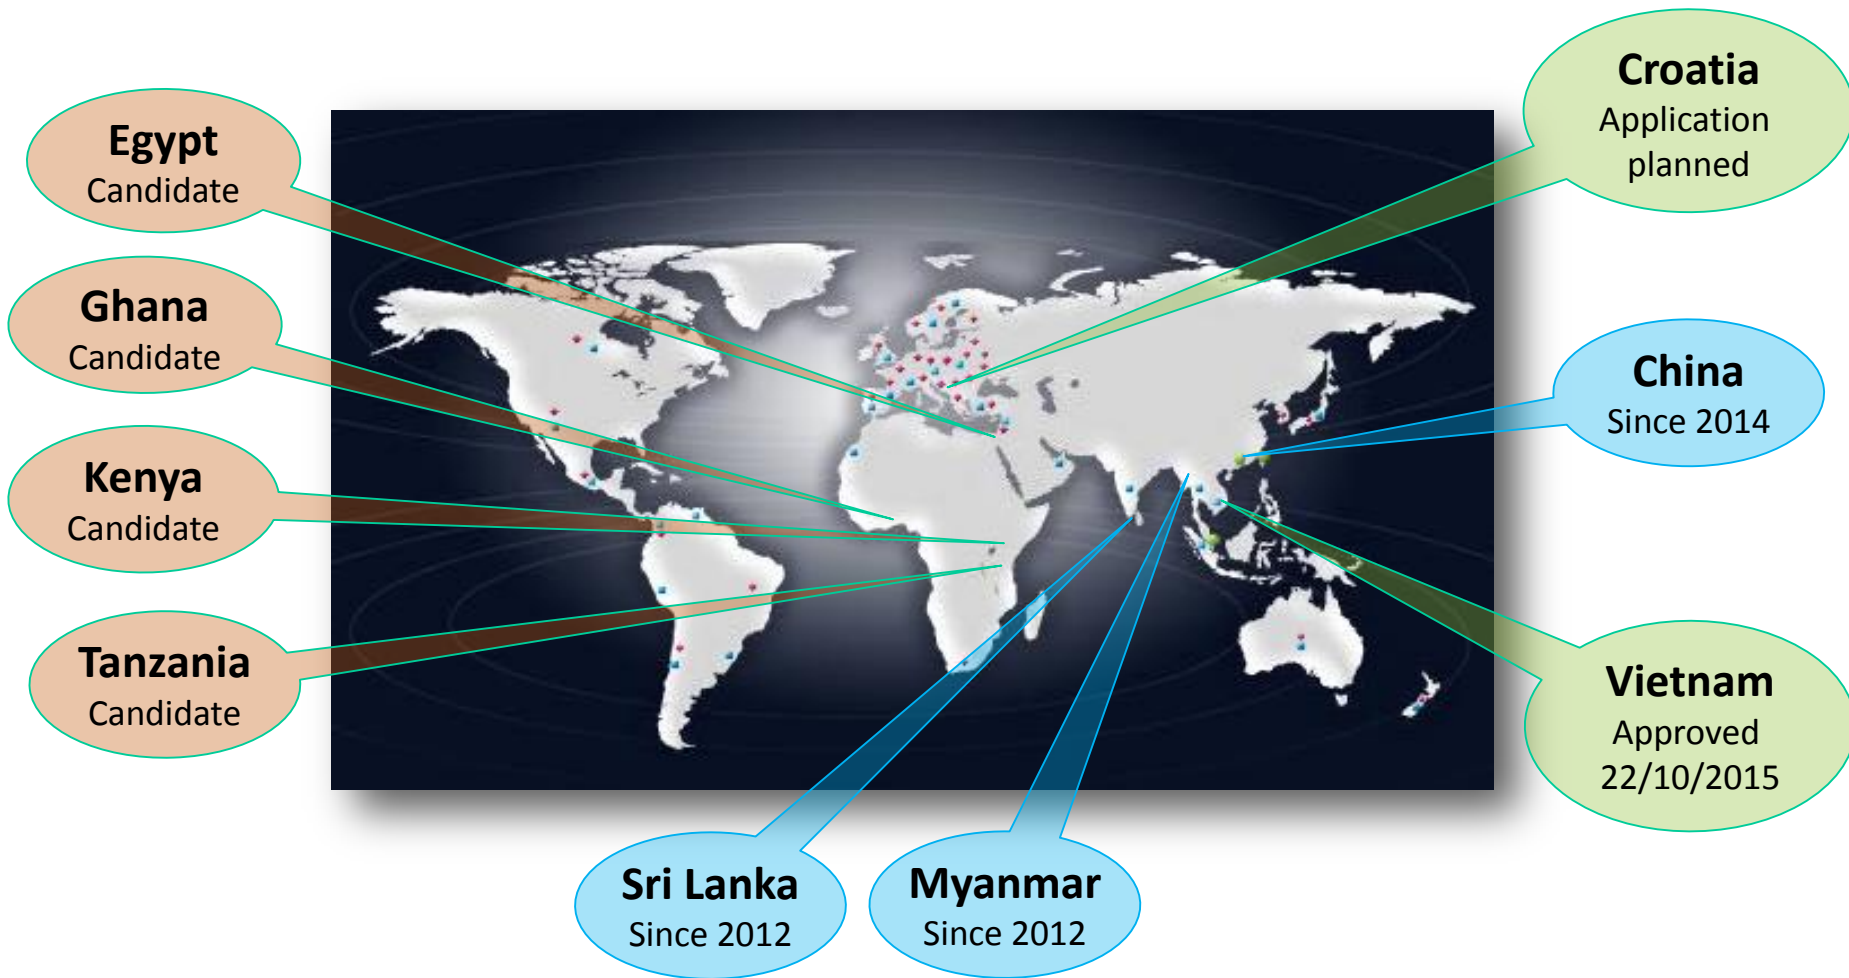 Egypt
Candidate
Ghana
Candidate
Kenya
Candidate
Tanzania
Candidate
Croatia
Application
planned
China
Since 2014
Vietnam
Approved
22/10/2015
Sri Lanka
Since 2012
Myanmar
Since 2012